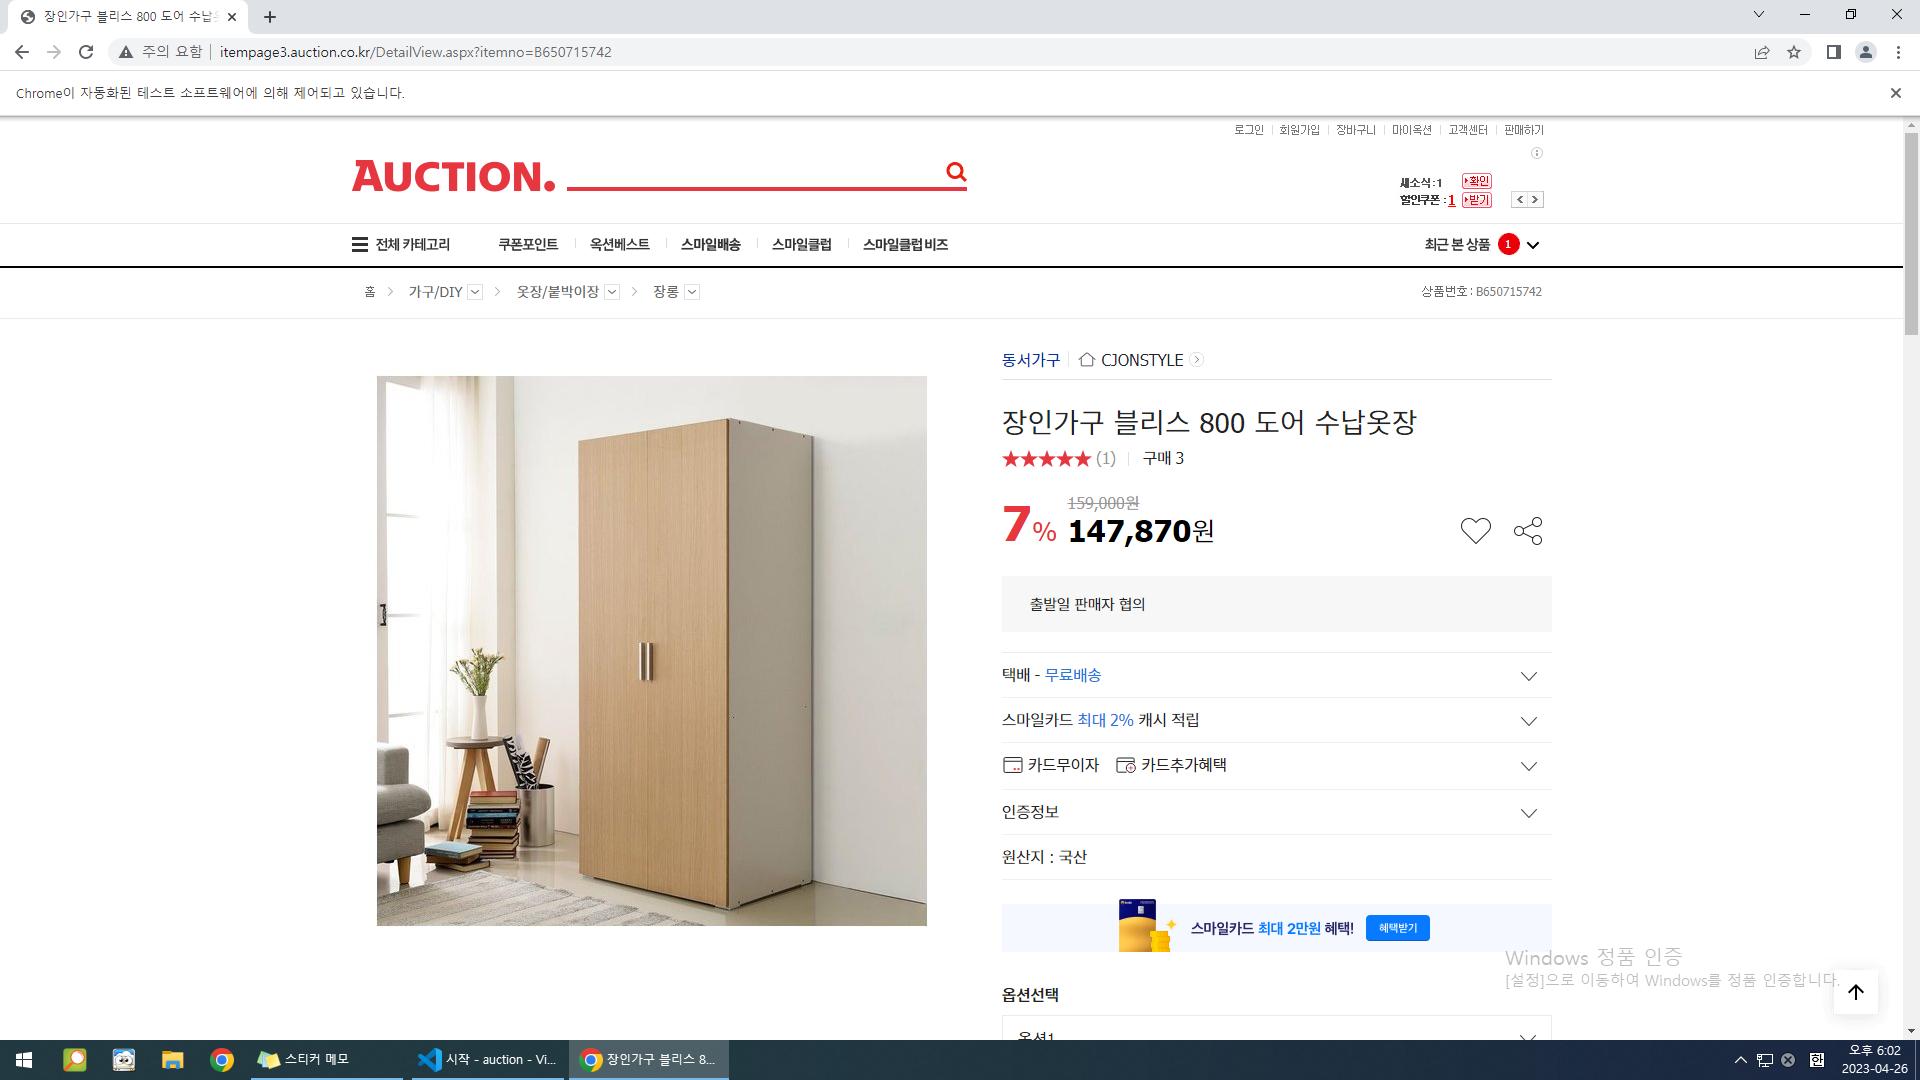 장인가구 블리스 800 도어 수납옷
주의 요함 itempage3.auction.co.kr/DetailView.aspx?itemno=B650715742
Chrome이 자동화된 테스트 소프트웨어에 의해 제어되고 있습니다.
로그인 회원가입 장바구니 마이옥션 고객센터 판매하기
AUCTION.
새소식:1 확인
할인쿠폰:1 받기
전체 카테고리 쿠폰포인트 옥션베스트 스마일배송 스마일클럽 스마일클럽 비즈 최근 본 상품 1
홈 > 가구/DIY > 옷장/붙박이장 > 장롱 상품번호 : B650715742
동서가구 CJONSTYLE
장인가구 블리스 800 도어 수납옷장
★★★★★ (1) 구매 3
159,000원
7% 147,870원
출발일 판매자 협의
택배 - 무료배송
스마일카드 최대 2% 캐시 적립
카드무이자 카드추가혜택
인증정보
원산지 : 국산
스마일카드 최대 2만원 혜택! 혜택받기
Windows 정품 인증
[설정]으로 이동하여 Windows를 정품 인증합니다.
옵션선택
옵션1
스티커 메모 시작 - auction - Vi... 장인가구 블리스 8... 한 오후 6:02
2023-04-26